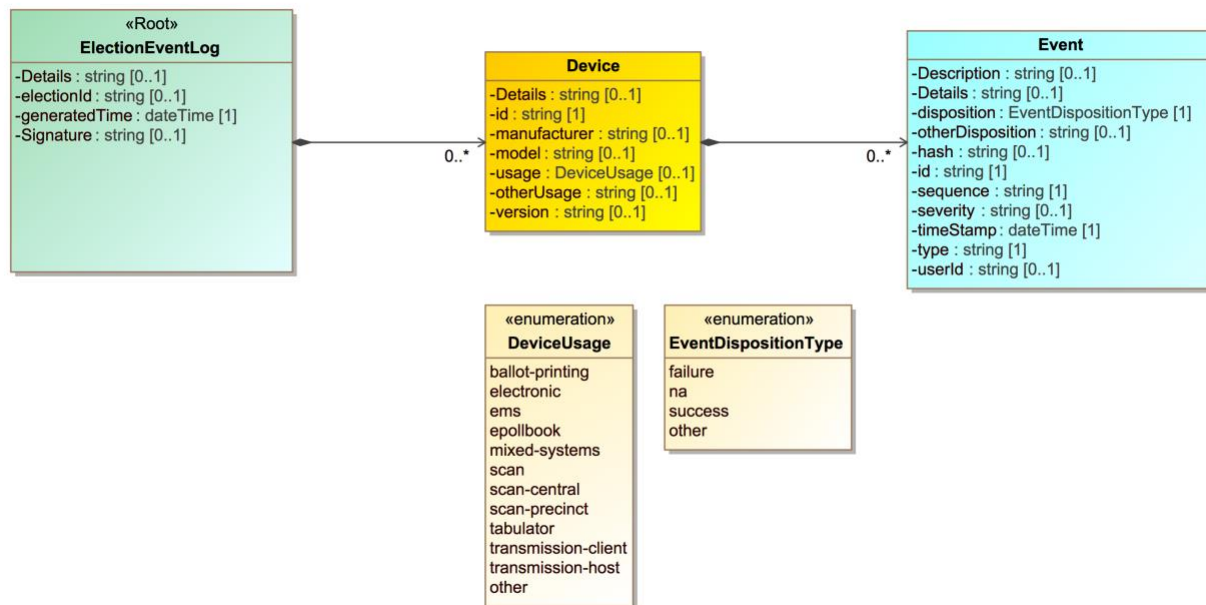 «Root»
ElectionEventLog
-Details : string [0..1]
-electionId : string [0..1]
-generatedTime : dateTime [1]
-Signature : string [0..1]
0..*
Device
-Details : string [0..1]
-id : string [1]
-manufacturer : string [0..1]
-model : string [0..1]
-usage : DeviceUsage [0..1]
-otherUsage : string [0..1]
-version : string [0..1]
0..*
Event
-Description : string [0..1]
-Details : string [0..1]
-disposition : EventDispositionType [1]
-otherDisposition : string [0..1]
-hash : string [0..1]
-id : string [1]
-sequence : string [1]
-severity : string [0..1]
-timeStamp : dateTime [1]
-type : string [1]
-userId : string [0..1]
«enumeration»
DeviceUsage
ballot-printing
electronic
ems
epollbook
mixed-systems
scan
scan-central
scan-precinct
tabulator
transmission-client
transmission-host
other
«enumeration»
EventDispositionType
failure
na
success
other